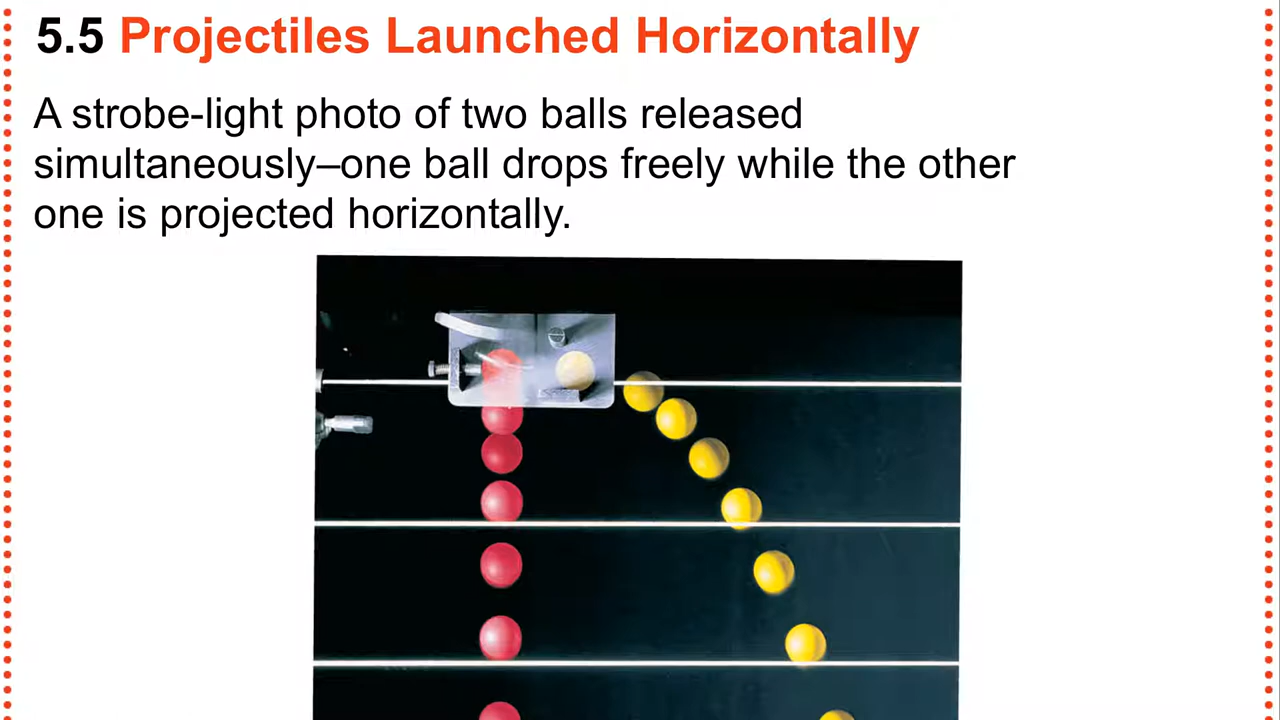 5.5 Projectiles Launched Horizontally
A strobe-light photo of two balls released
simultaneously–one ball drops freely while the other
one is projected horizontally.